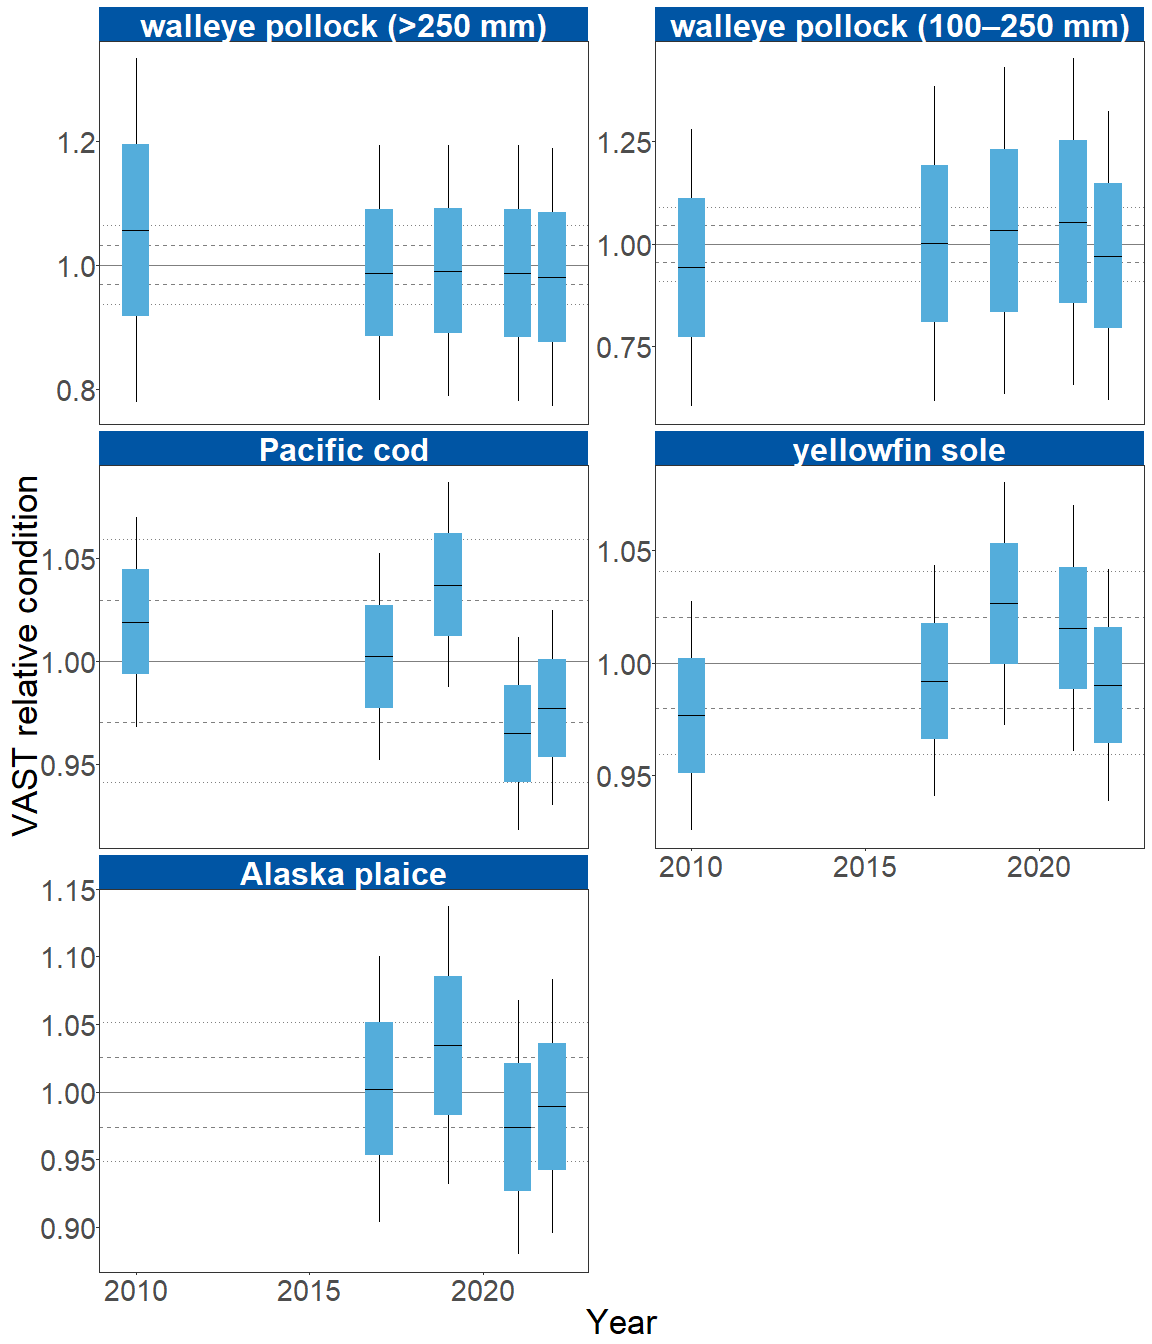 walleye pollock (>250 mm)
walleye pollock (100–250 mm)
1.2
1.0
0.8
1.25
1.00
0.75
Pacific cod
yellowfin sole
1.05
1.00
0.95
1.05
1.00
0.95
2010 2015 2020
Alaska plaice
1.15
1.10
1.05
1.00
0.95
0.90
2010 2015 2020
VAST relative condition
Year